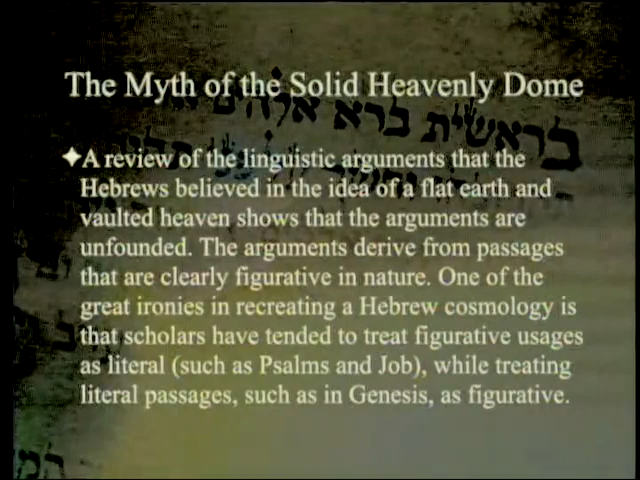 The Myth of the Solid Heavenly Dome
בראשית ברא אלהים
✦A review of the linguistic arguments that the
Hebrews believed in the idea of a flat earth and
vaulted heaven shows that the arguments are
unfounded. The arguments derive from passages
that are clearly figurative in nature. One of the
great ironies in recreating a Hebrew cosmology is
that scholars have tended to treat figurative usages
as literal (such as Psalms and Job), while treating
literal passages, such as in Genesis, as figurative.